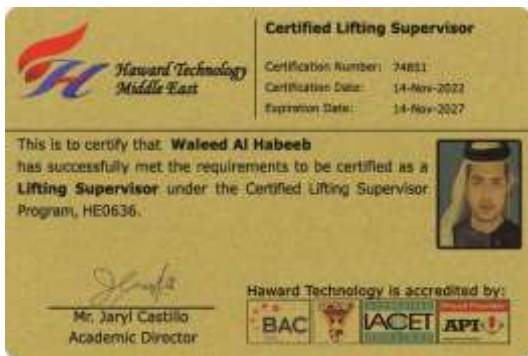 Certified Lifting Supervisor
Haward Technology
Middle East
Certification Number: 74851
Certification Date: 14-Nov-2022
Expiration Date: 14-Nov-2027
This is to certify that Waleed Al Habeeb
has successfully met the requirements to be certified as a
Lifting Supervisor under the Certified Lifting Supervisor
Program, HE0636.
Mr. Jaryl Castillo
Academic Director
Haward Technology is accredited by:
BAC
IACET
API